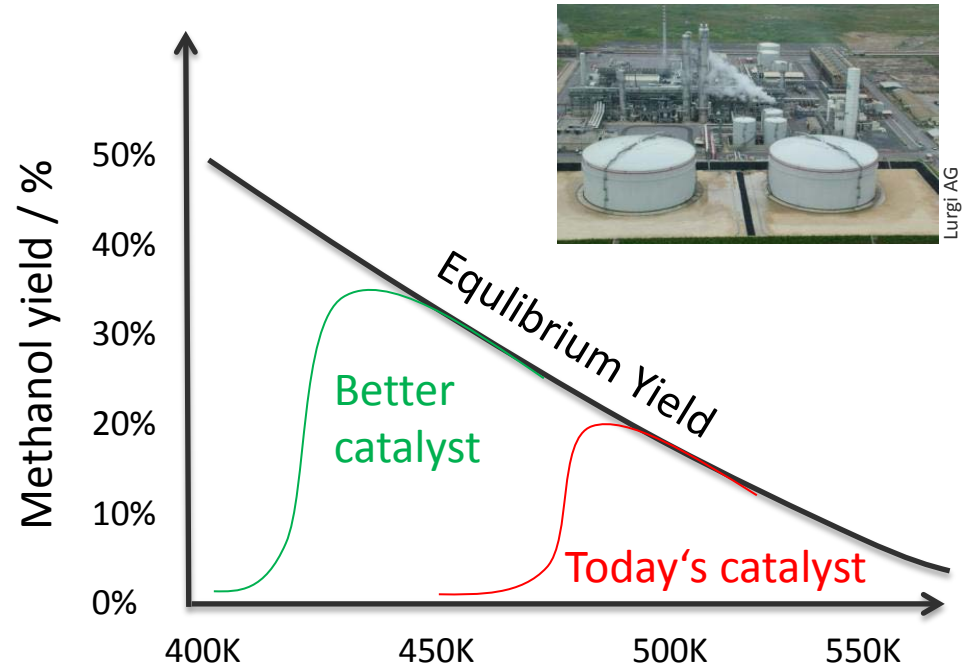 Lurgi AG
Methanol yield / %
50%
40%
30%
20%
10%
0%
Equlibrium Yield
Better
catalyst
Today‘s catalyst
400K
450K
500K
550K